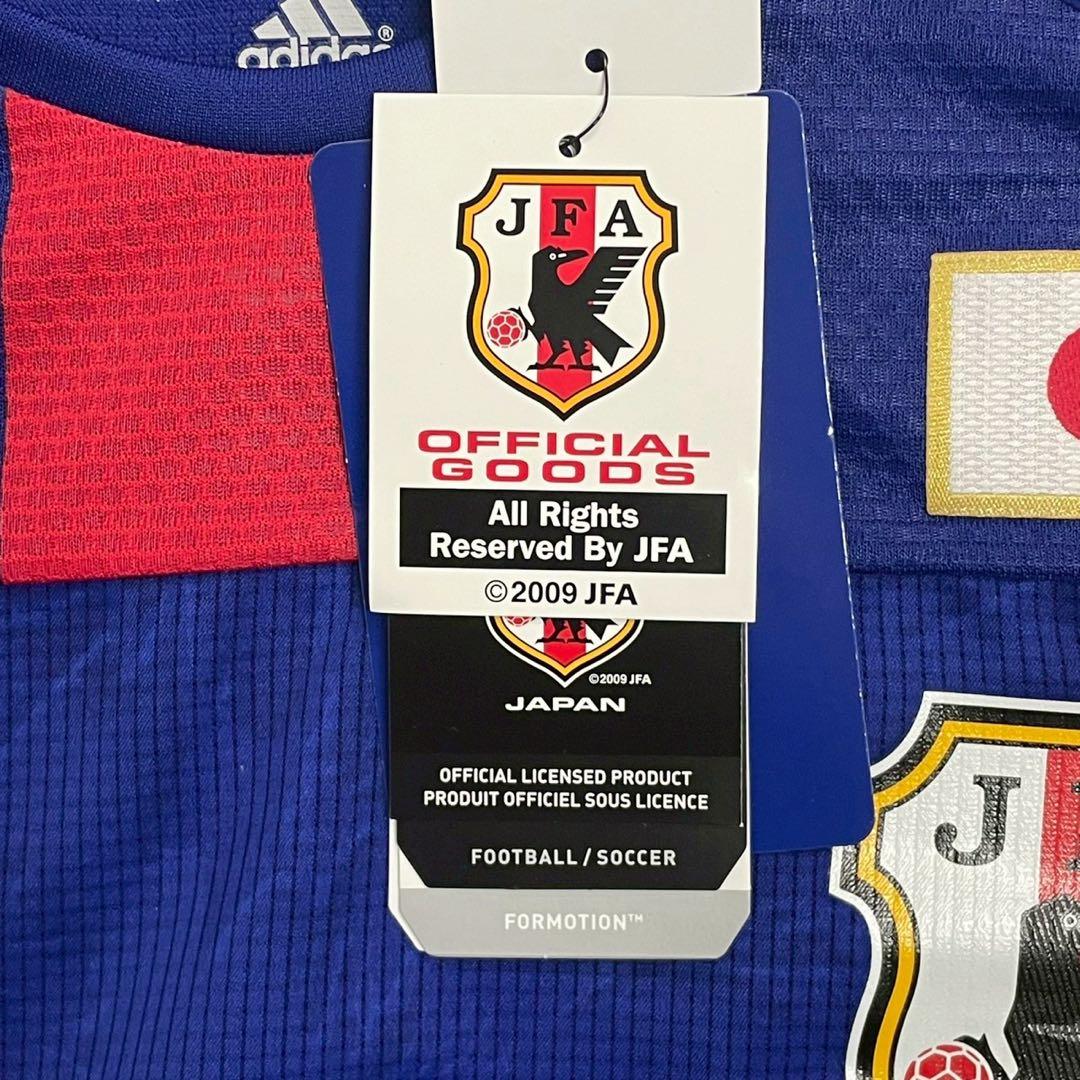 adidas®
JFA
OFFICIAL
GOODS
All Rights
Reserved By JFA
©2009 JFA
©2009 JFA
JAPAN
OFFICIAL LICENSED PRODUCT
PRODUIT OFFICIEL SOUS LICENCE
FOOTBALL / SOCCER
FORMOTION™
J